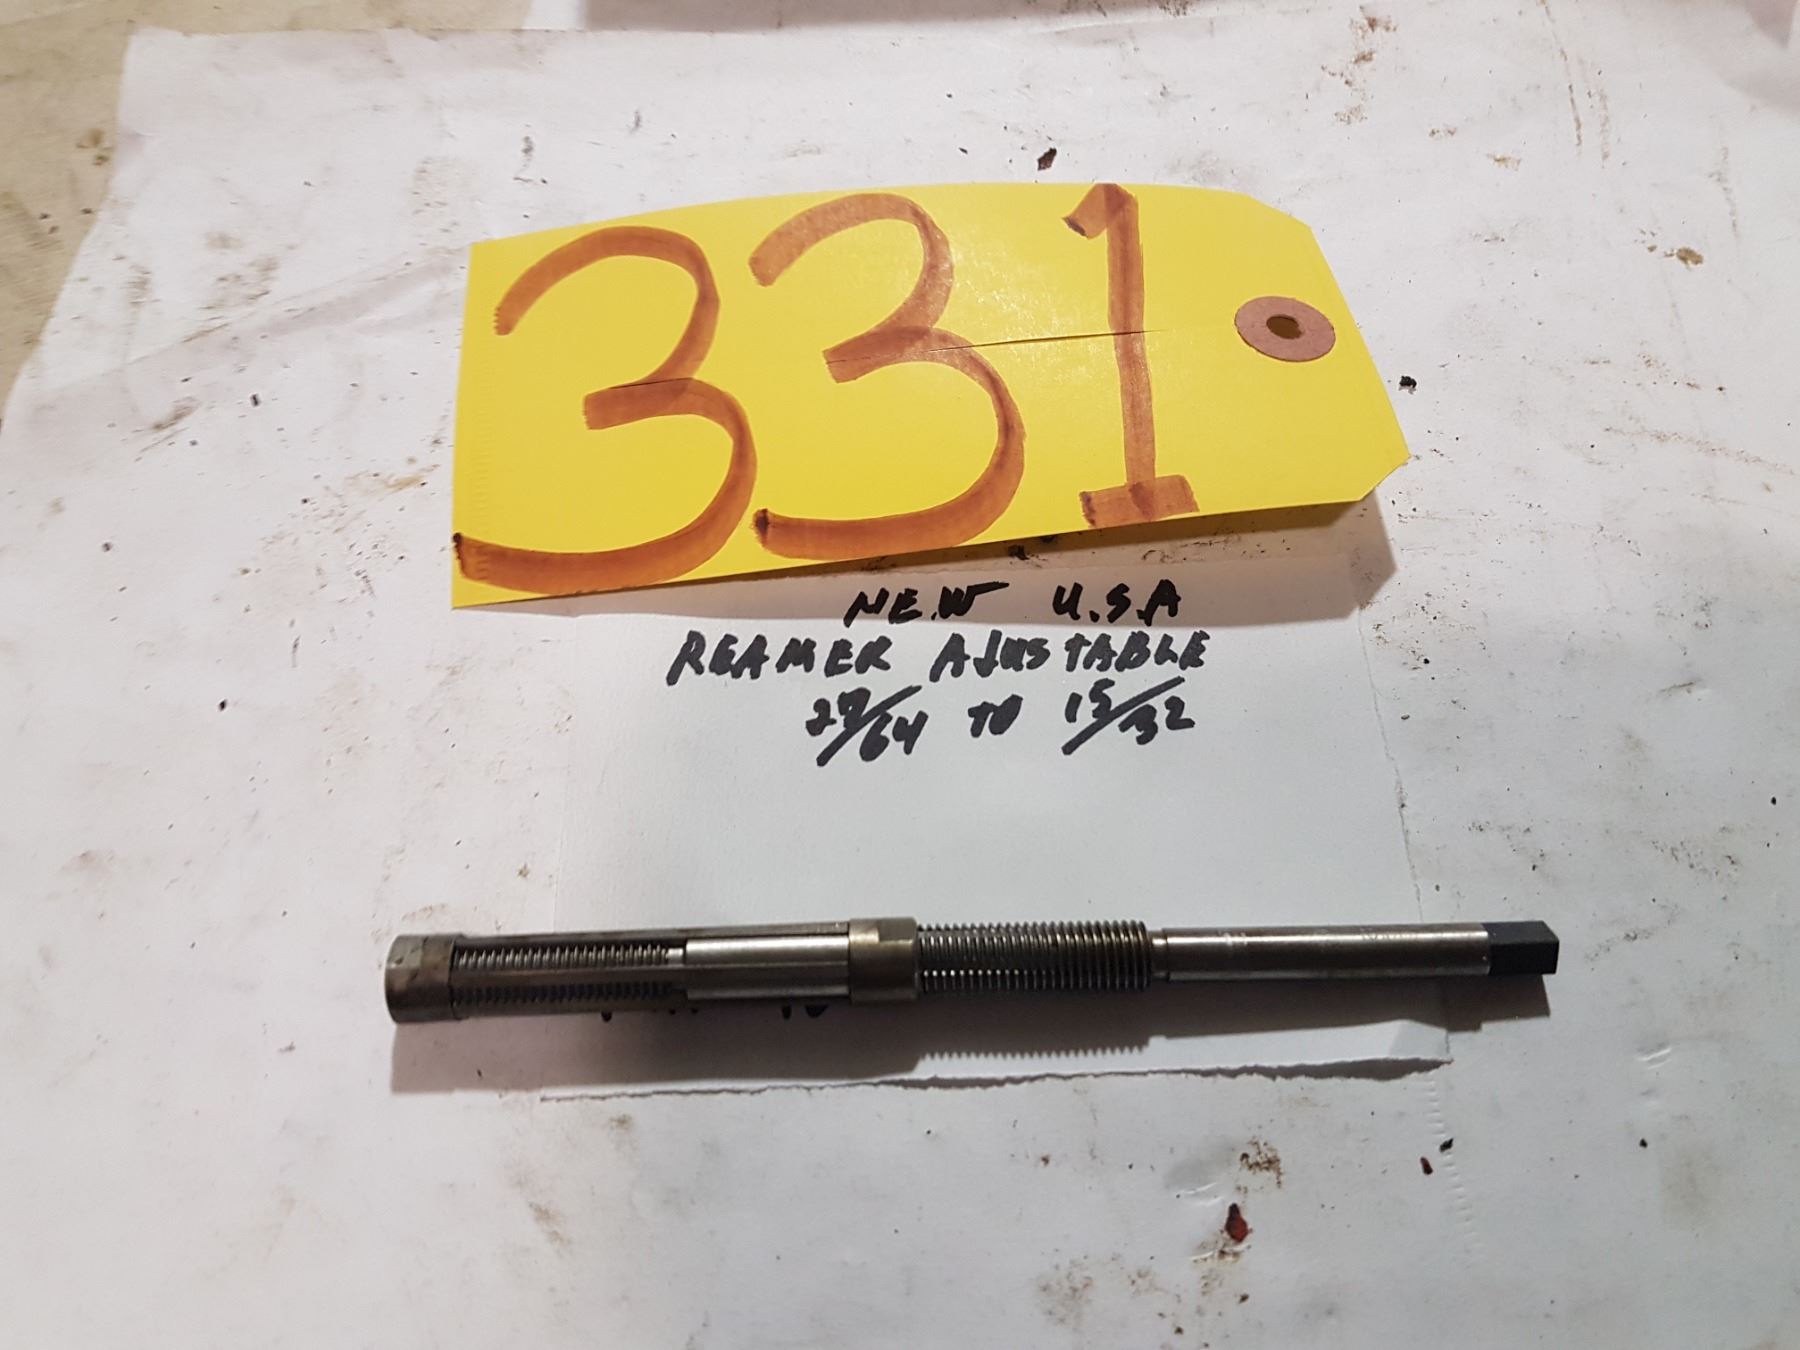 331
NEW U.S.A
REAMER AJUSTABLE
27/64 TO 15/32